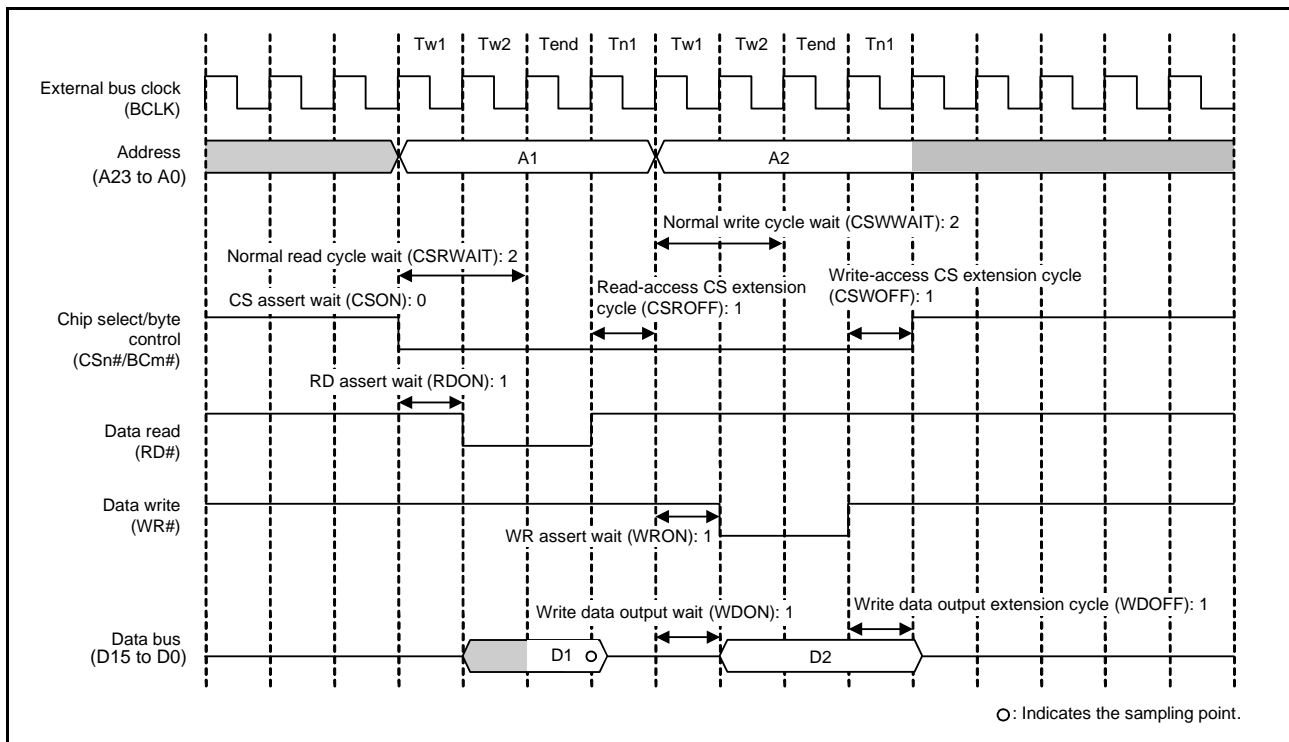 Tw1 Tw2 Tend Tn1 Tw1 Tw2 Tend Tn1
External bus clock
(BCLK)
Address
(A23 to A0)
A1
A2
Normal write cycle wait (CSWWAIT): 2
Normal read cycle wait (CSRWAIT): 2
Read-access CS extension
cycle (CSROFF): 1
Write-access CS extension cycle
(CSWOFF): 1
CS assert wait (CSON): 0
Chip select/byte
control
(CSn#/BCm#)
RD assert wait (RDON): 1
Data read
(RD#)
Data write
(WR#)
WR assert wait (WRON): 1
Write data output wait (WDON): 1
Write data output extension cycle (WDOFF): 1
Data bus
(D15 to D0)
D1
D2
: Indicates the sampling point.